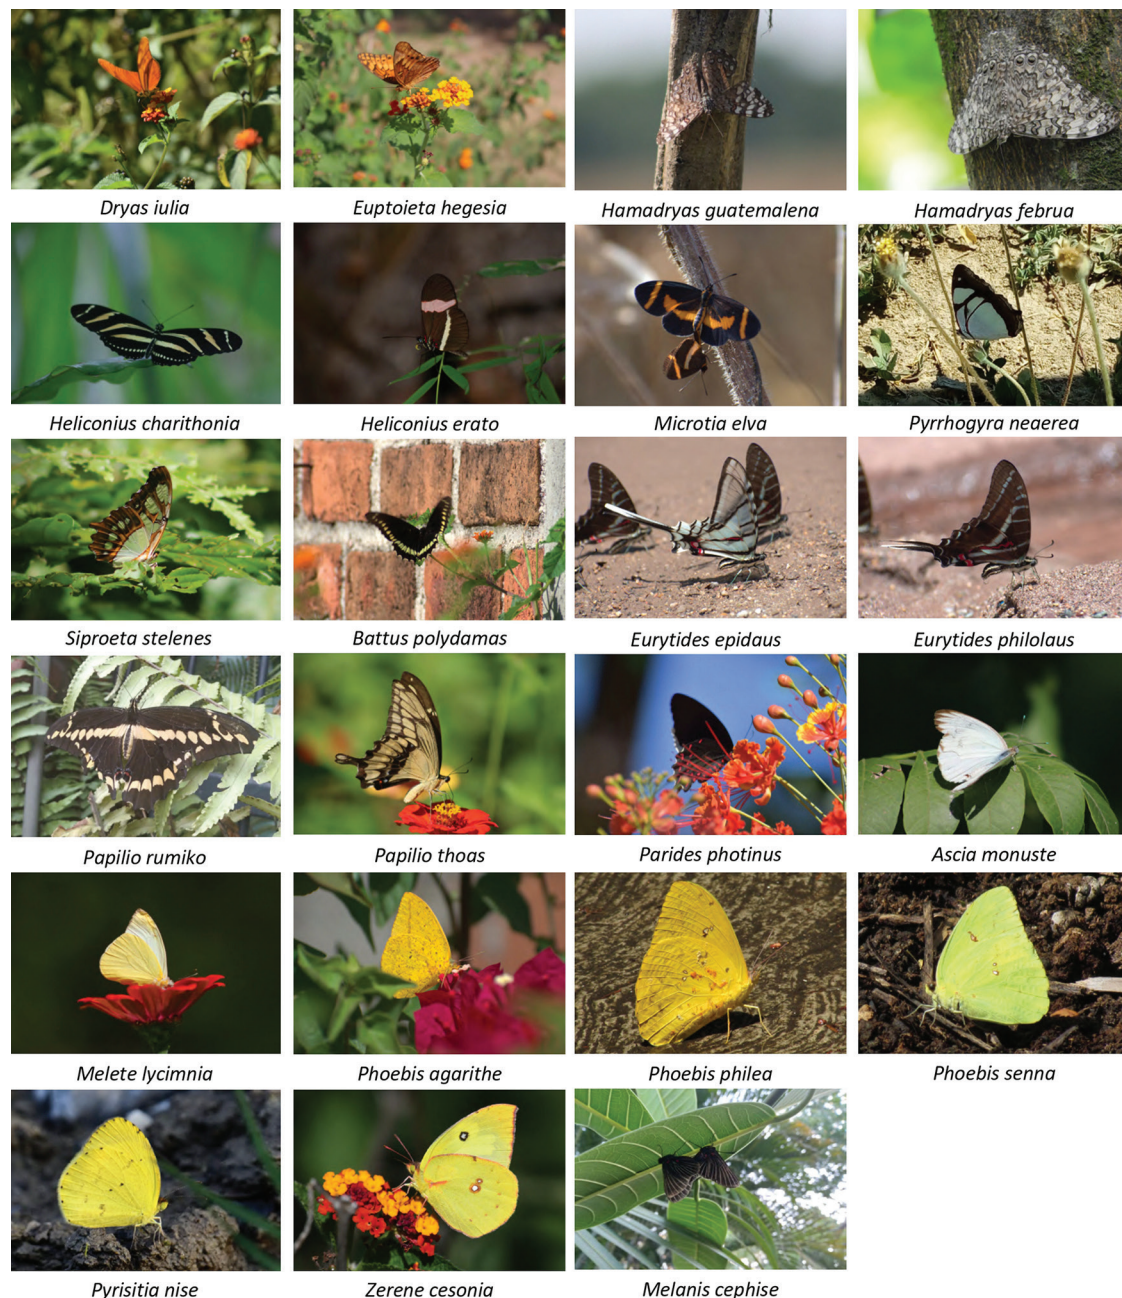 Dryas iulia
Euptoieta hegesia
Hamadryas guatemalena
Hamadryas februa
Heliconius charithonia
Heliconius erato
Microtia elva
Pyrrhogyra neaerea
Siproeta stelenes
Battus polydamas
Eurytides epidaus
Eurytides philolaus
Papilio rumiko
Papilio thoas
Parides photinus
Ascia monuste
Melete lycimnia
Phoebis agarithe
Phoebis philea
Phoebis senna
Pyrisitia nise
Zerene cesonia
Melanis cephise